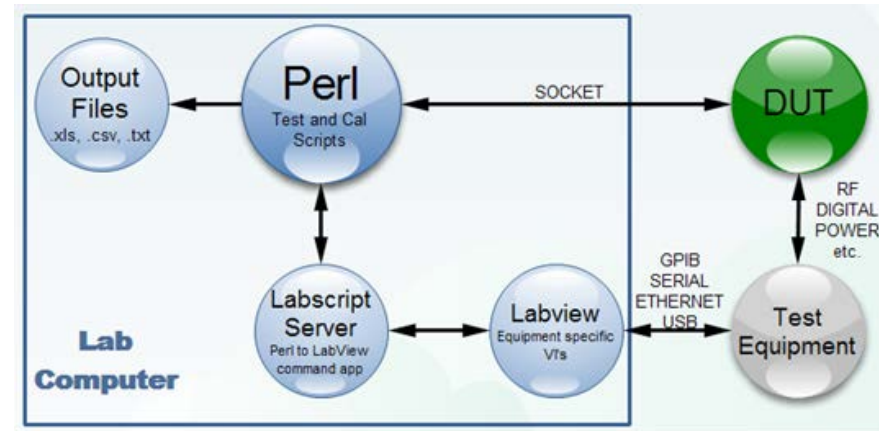 Output
Files
.xls, .csv, .txt
Perl
Test and Cal
Scripts
SOCKET
DUT
RF
DIGITAL
POWER
etc.
Labscript
Server
Perl to LabView
command app
Labview
Equipment specific
VI's
GPIB
SERIAL
ETHERNET
USB
Test
Equipment
Lab
Computer